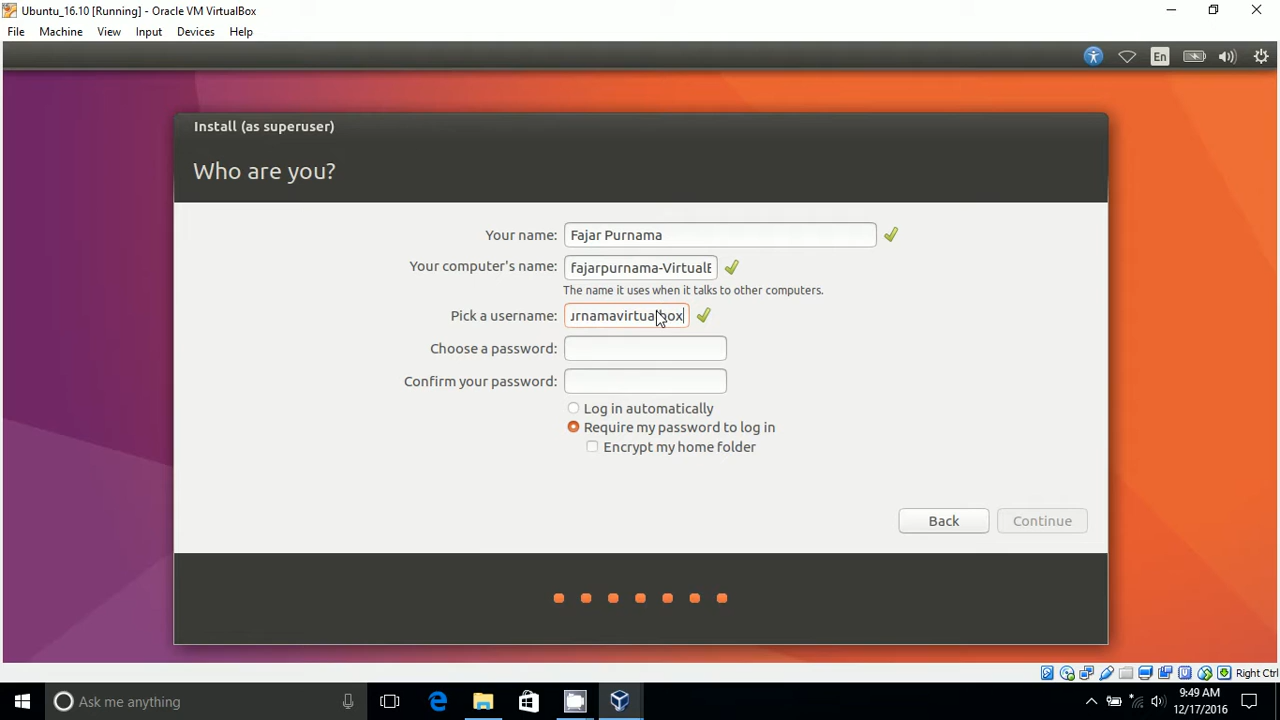 Ubuntu_16.10 [Running] - Oracle VM VirtualBox
File Machine View Input Devices Help
En
Install (as superuser)
Who are you?
Your name: Fajar Purnama
Your computer's name: fajarpurnama-Virtual
The name it uses when it talks to other computers.
Pick a username: urnamavirtualbox
Choose a password:
Confirm your password:
Log in automatically
Require my password to log in
Encrypt my home folder
Back Continue
Right Ctrl
Ask me anything
9:49 AM
12/17/2016